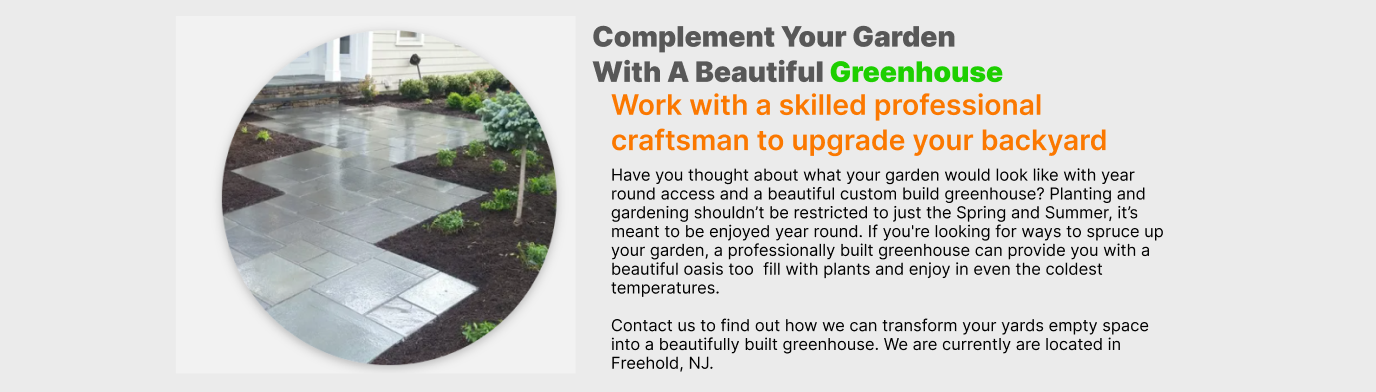 Complement Your Garden
With A Beautiful Greenhouse
Work with a skilled professional
craftsman to upgrade your backyard
Have you thought about what your garden would look like with year
round access and a beautiful custom build greenhouse? Planting and
gardening shouldn’t be restricted to just the Spring and Summer, it’s
meant to be enjoyed year round. If you're looking for ways to spruce up
your garden, a professionally built greenhouse can provide you with a
beautiful oasis too  fill with plants and enjoy in even the coldest
temperatures.
Contact us to find out how we can transform your yards empty space
into a beautifully built greenhouse. We are currently are located in
Freehold, NJ.